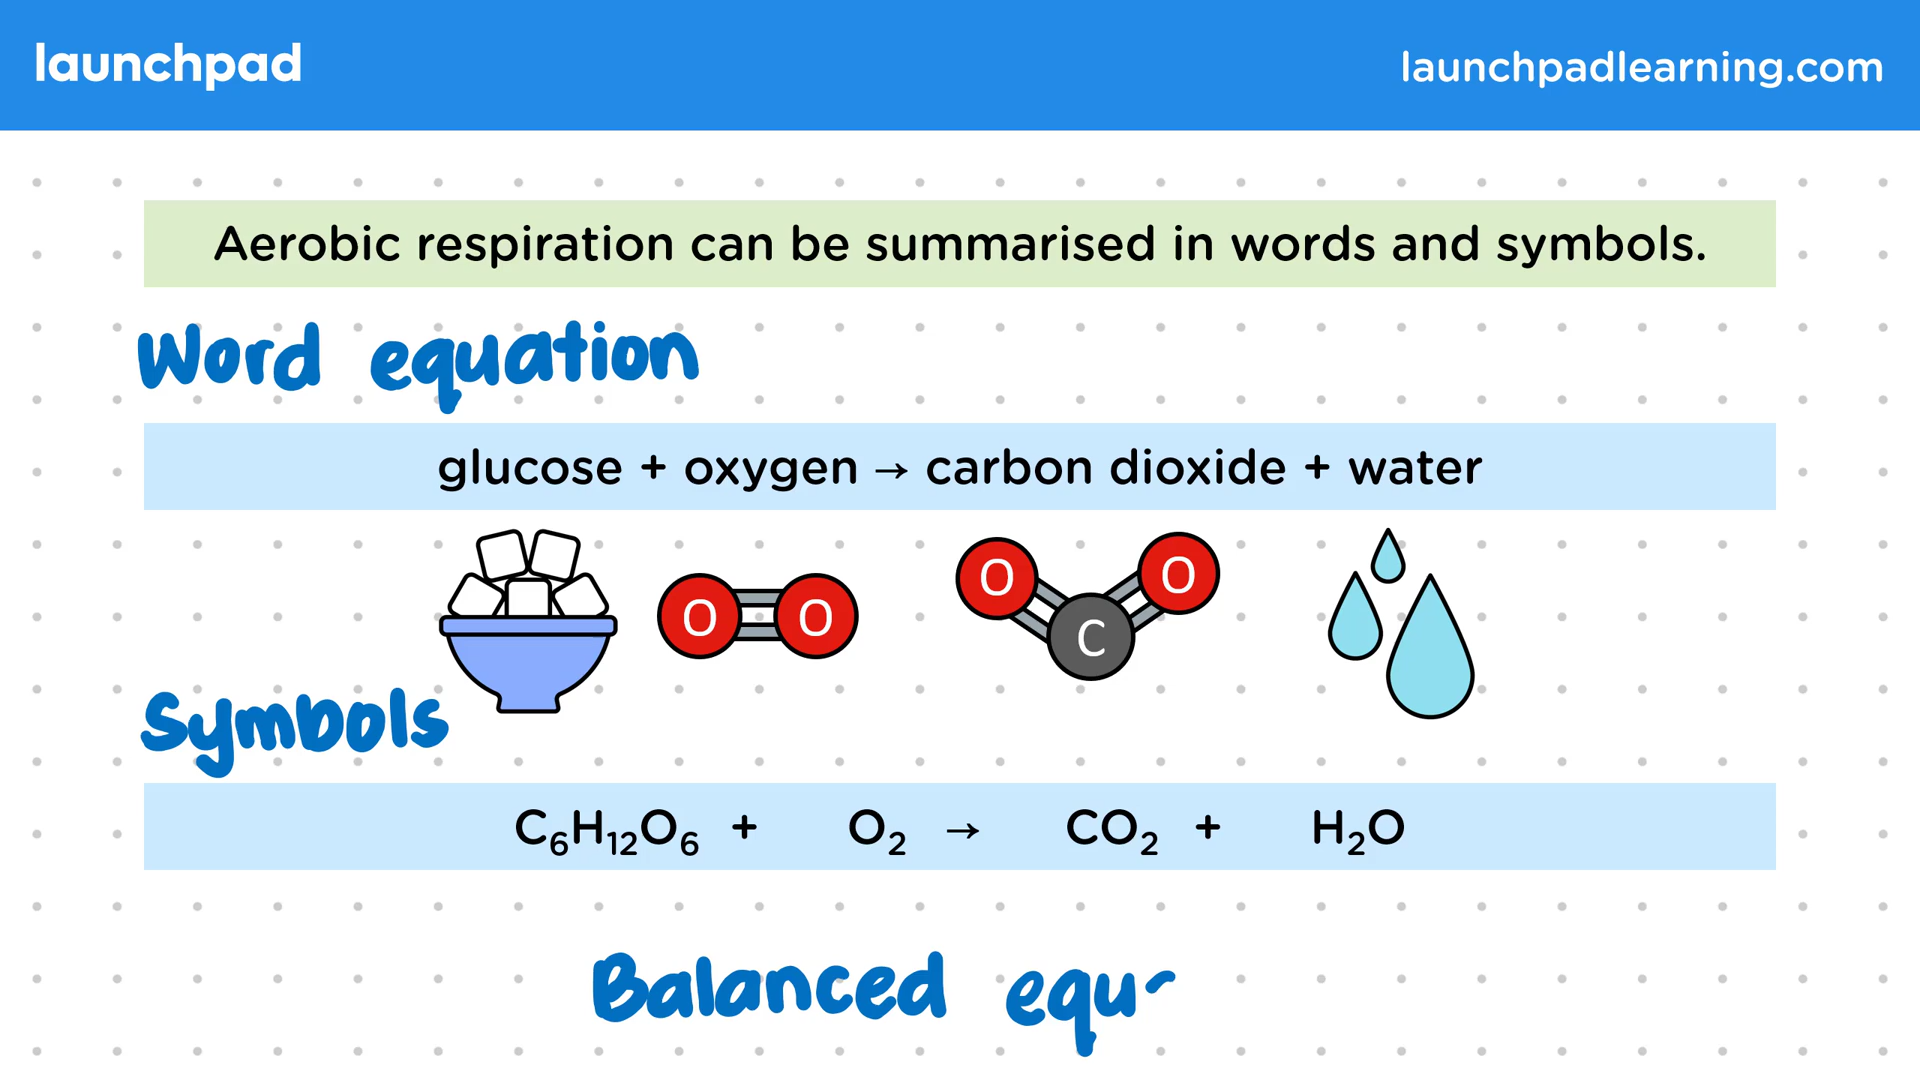 launchpad
launchpadlearning.com
Aerobic respiration can be summarised in words and symbols.
Word equation
glucose + oxygen → carbon dioxide + water
O O
O C O
Symbols
C₆H₁₂O₆ + O₂ → CO₂ + H₂O
Balanced equ